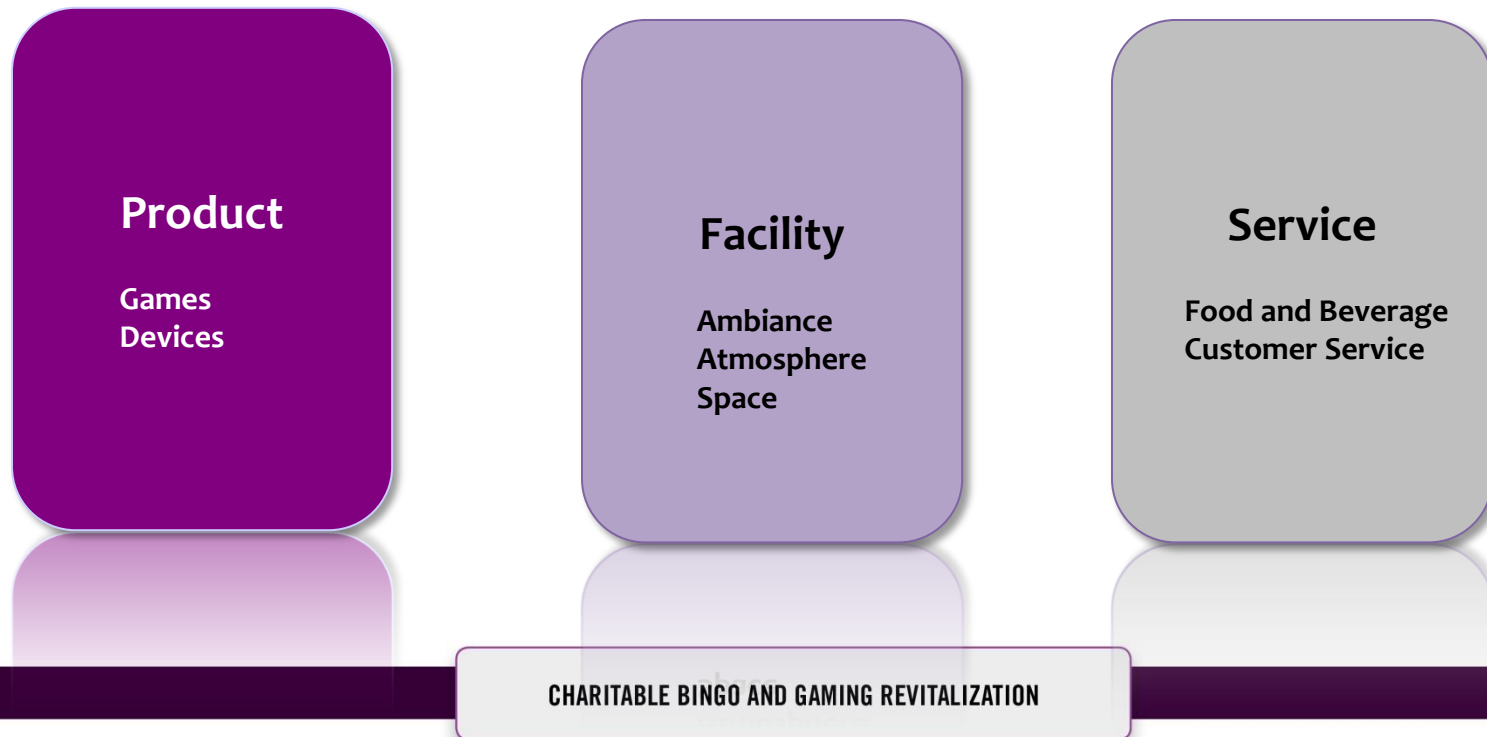 Product
Games
Devices
Facility
Ambiance
Atmosphere
Space
Service
Food and Beverage
Customer Service
CHARITABLE BINGO AND GAMING REVITALIZATION